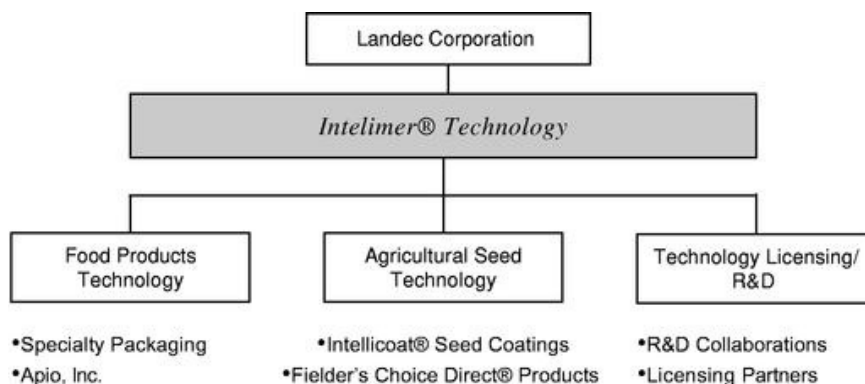 Landec Corporation
Intelimer® Technology
Food Products
Technology
Agricultural Seed
Technology
Technology Licensing/
R&D
•Specialty Packaging
•Apio, Inc.
•Intellicoat® Seed Coatings
•Fielder's Choice Direct® Products
•R&D Collaborations
•Licensing Partners